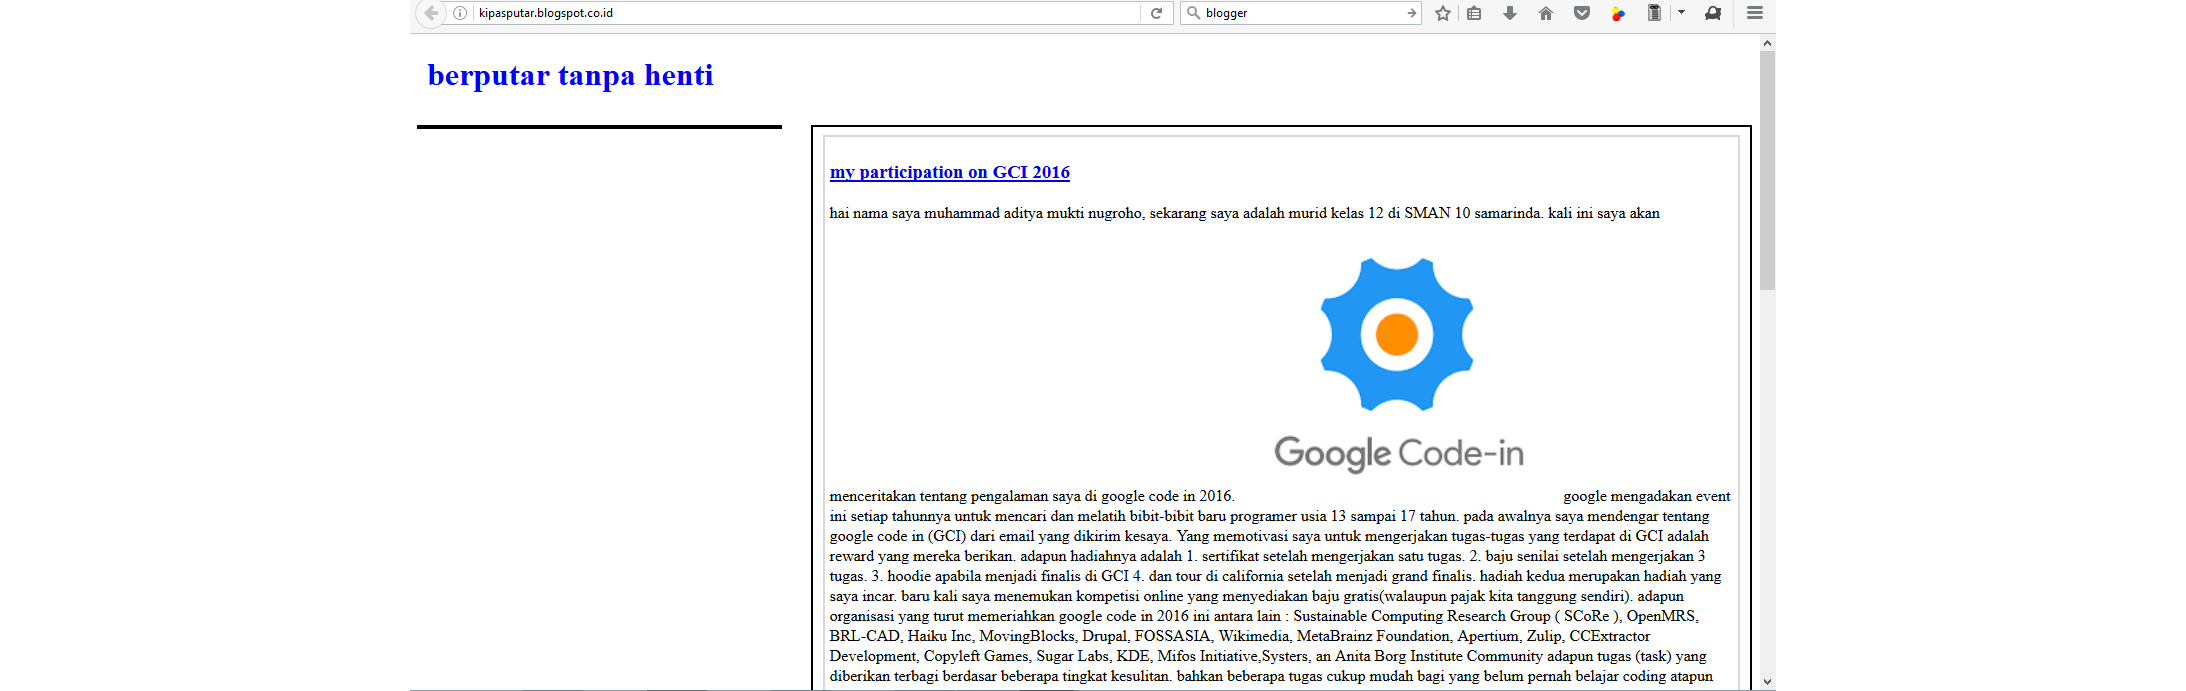 kipasputar.blogspot.co.id
blogger
berputar tanpa henti
my participation on GCI 2016
hai nama saya muhammad aditya mukti nugroho, sekarang saya adalah murid kelas 12 di SMAN 10 samarinda. kali ini saya akan
Google Code-in
menceritakan tentang pengalaman saya di google code in 2016. google mengadakan event
ini setiap tahunnya untuk mencari dan melatih bibit-bibit baru programer usia 13 sampai 17 tahun. pada awalnya saya mendengar tentang
google code in (GCI) dari email yang dikirim kesaya. Yang memotivasi saya untuk mengerjakan tugas-tugas yang terdapat di GCI adalah
reward yang mereka berikan. adapun hadiahnya adalah 1. sertifikat setelah mengerjakan satu tugas. 2. baju senilai setelah mengerjakan 3
tugas. 3. hoodie apabila menjadi finalis di GCI 4. dan tour di california setelah menjadi grand finalis. hadiah kedua merupakan hadiah yang
saya incar. baru kali saya menemukan kompetisi online yang menyediakan baju gratis(walaupun pajak kita tanggung sendiri). adapun
organisasi yang turut memeriahkan google code in 2016 ini antara lain : Sustainable Computing Research Group ( SCoRe ), OpenMRS,
BRL-CAD, Haiku Inc, MovingBlocks, Drupal, FOSSASIA, Wikimedia, MetaBrainz Foundation, Apertium, Zulip, CCExtractor
Development, Copyleft Games, Sugar Labs, KDE, Mifos Initiative,Systers, an Anita Borg Institute Community adapun tugas (task) yang
diberikan terbagi berdasar beberapa tingkat kesulitan. bahkan beberapa tugas cukup mudah bagi yang belum pernah belajar coding atapun